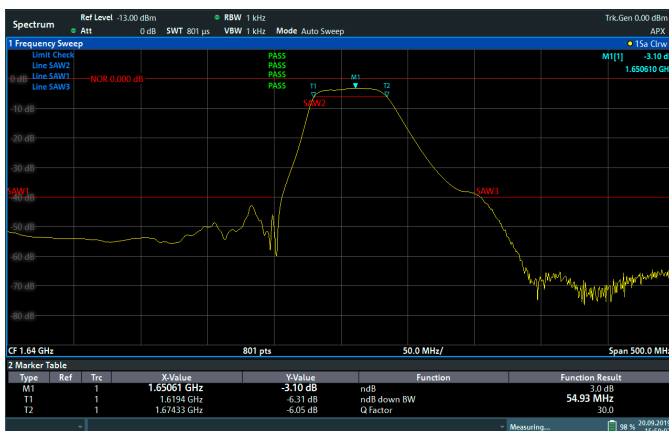 Spectrum
Ref Level -13.00 dBm RBW 1 kHz Trk.Gen 0.00 dBm
Att 0 dB SWT 801 µs VBW 1 kHz Mode Auto Sweep APX
1 Frequency Sweep 1Sa Clrw
Limit Check PASS M1[1] -3.10 d
Line SAW2 PASS 1.650610 GH
Line SAW1 PASS
Line SAW3 PASS
0 dB NOR 0.000 dB
T1 M1 T2
SAW2
-10 dB
-20 dB
-30 dB
SAW1 SAW3
-40 dB
-50 dB
-60 dB
-70 dB
-80 dB
CF 1.64 GHz 801 pts 50.0 MHz/ Span 500.0 MH
2 Marker Table
Type Ref Trc X-Value Y-Value Function Function Result
M1 1 1.65061 GHz -3.10 dB ndB 3.0 dB
T1 1 1.6194 GHz -6.31 dB ndB down BW 54.93 MHz
T2 1 1.67433 GHz -6.05 dB Q Factor 30.0
Measuring... 98 % 20.09.201